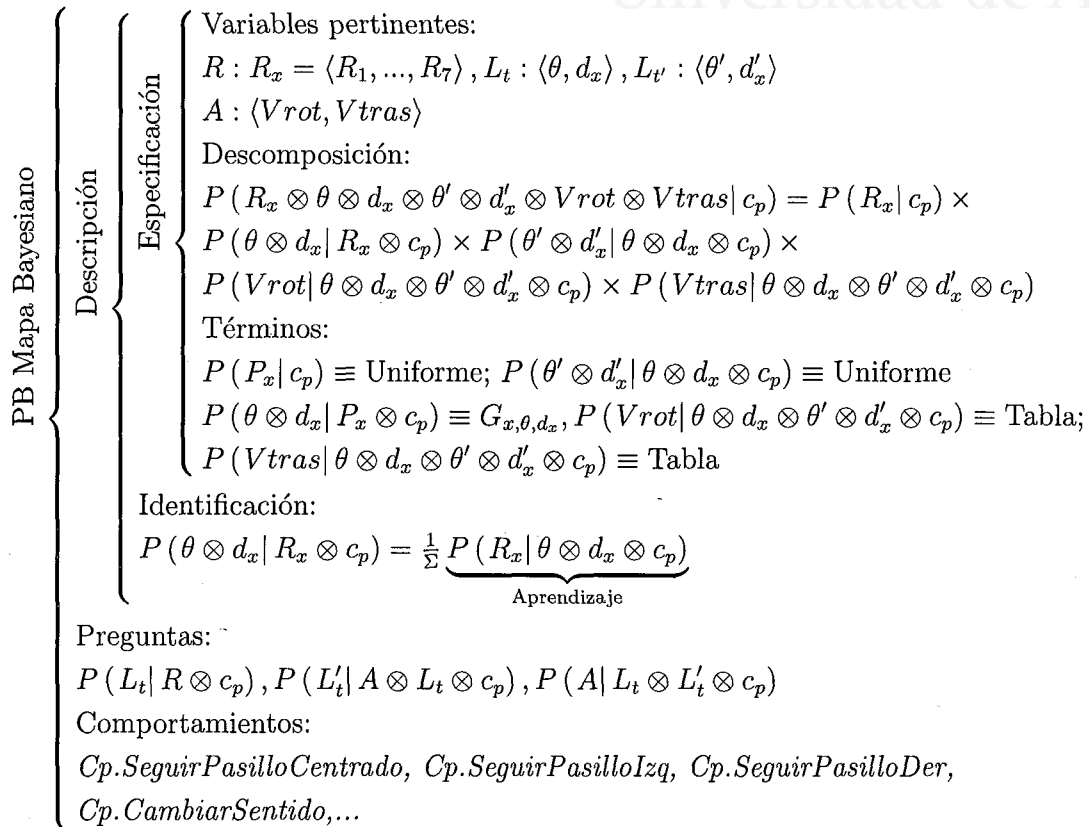 Universidad de A
PB Mapa Bayesiano
Descripción
Especificación
Variables pertinentes:
R : R_x = ⟨R_1, ..., R_7⟩ , L_t : ⟨θ, d_x⟩ , L_{t'} : ⟨θ', d'_x⟩
A : ⟨Vrot, Vtras⟩
Descomposición:
P ( R_x ⊗ θ ⊗ d_x ⊗ θ' ⊗ d'_x ⊗ Vrot ⊗ Vtras| c_p) = P ( R_x| c_p) ×
P ( θ ⊗ d_x| R_x ⊗ c_p) × P ( θ' ⊗ d'_x| θ ⊗ d_x ⊗ c_p) ×
P ( Vrot| θ ⊗ d_x ⊗ θ' ⊗ d'_x ⊗ c_p) × P ( Vtras| θ ⊗ d_x ⊗ θ' ⊗ d'_x ⊗ c_p)
Términos:
P ( P_x| c_p) ≡ Uniforme; P ( θ' ⊗ d'_x| θ ⊗ d_x ⊗ c_p) ≡ Uniforme
P ( θ ⊗ d_x| P_x ⊗ c_p) ≡ G_{x,θ,d_x}, P ( Vrot| θ ⊗ d_x ⊗ θ' ⊗ d'_x ⊗ c_p) ≡ Tabla;
P ( Vtras| θ ⊗ d_x ⊗ θ' ⊗ d'_x ⊗ c_p) ≡ Tabla
Identificación:
P ( θ ⊗ d_x| R_x ⊗ c_p) = 1/Σ P ( R_x| θ ⊗ d_x ⊗ c_p)
Aprendizaje
Preguntas:
P ( L_t| R ⊗ c_p) , P ( L'_t| A ⊗ L_t ⊗ c_p) , P ( A| L_t ⊗ L'_t ⊗ c_p)
Comportamientos:
Cp.SeguirPasilloCentrado, Cp.SeguirPasilloIzq, Cp.SeguirPasilloDer,
Cp.CambiarSentido,...